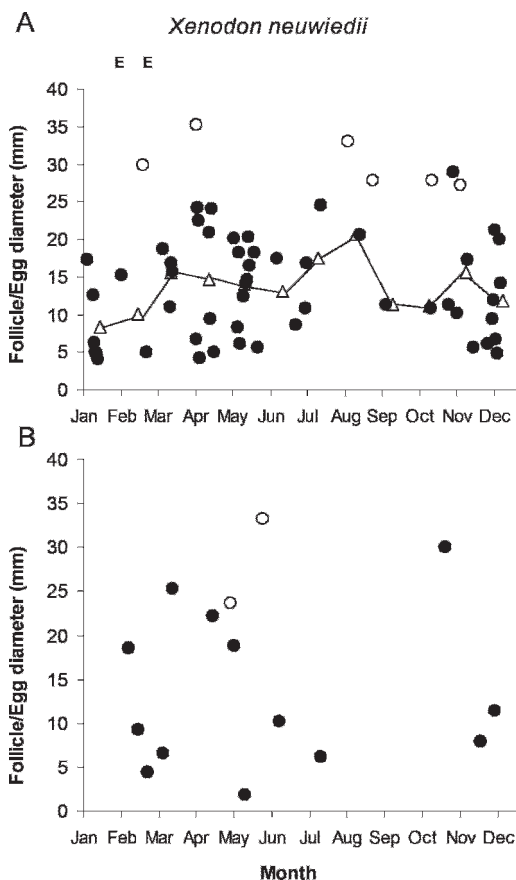 A
Xenodon neuwiedii
E E
Follicle/Egg diameter (mm)
40
35
30
25
20
15
10
5
0
Jan Feb Mar Apr May Jun Jul Aug Sep Oct Nov Dec
B
Follicle/Egg diameter (mm)
40
35
30
25
20
15
10
5
0
Jan Feb Mar Apr May Jun Jul Aug Sep Oct Nov Dec
Month